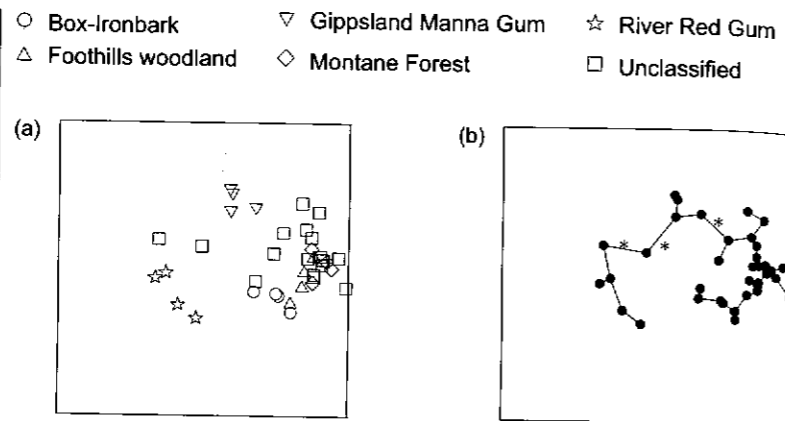 Box-Ironbark Gippsland Manna Gum River Red Gum
Foothills woodland Montane Forest Unclassified
(a) (b)
* * *